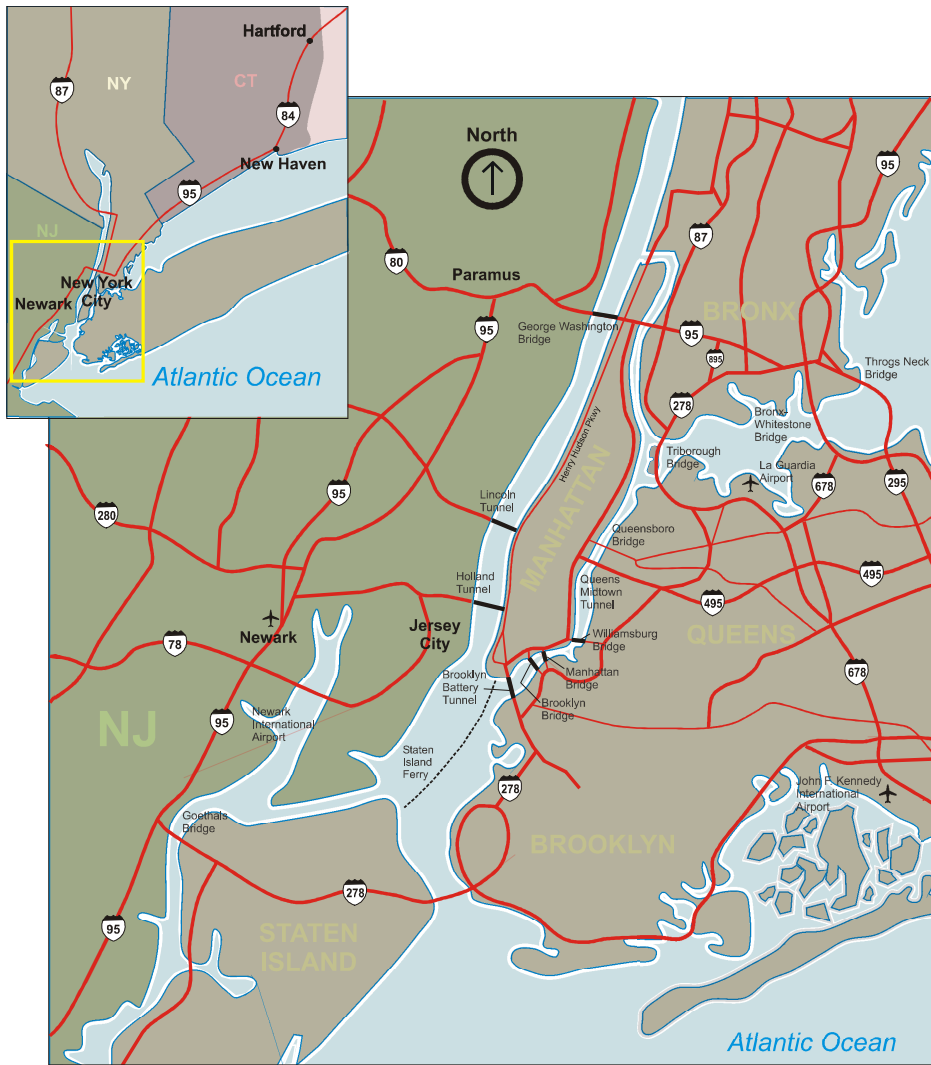 Hartford
NY
CT
87
84
New Haven
95
NJ
New York
City
Newark
Atlantic Ocean
North
95
87
80
Paramus
BRONX
95
George Washington
Bridge
95
895
Throgs Neck
Bridge
278
Bronx-
Whitestone
Bridge
Henry Hudson Pkwy
Triborough
Bridge
La Guardia
Airport
678
295
95
Lincoln
Tunnel
MANHATTAN
280
Queensboro
Bridge
Holland
Tunnel
Queens
Midtown
Tunnel
495
495
Newark
Jersey
City
78
Williamsburg
Bridge
QUEENS
Manhattan
Bridge
678
Brooklyn
Battery
Tunnel
Brooklyn
Bridge
NJ
Newark
International
Airport
95
Staten
Island
Ferry
278
John F. Kennedy
International
Airport
Goethals
Bridge
BROOKLYN
278
95
STATEN
ISLAND
Atlantic Ocean